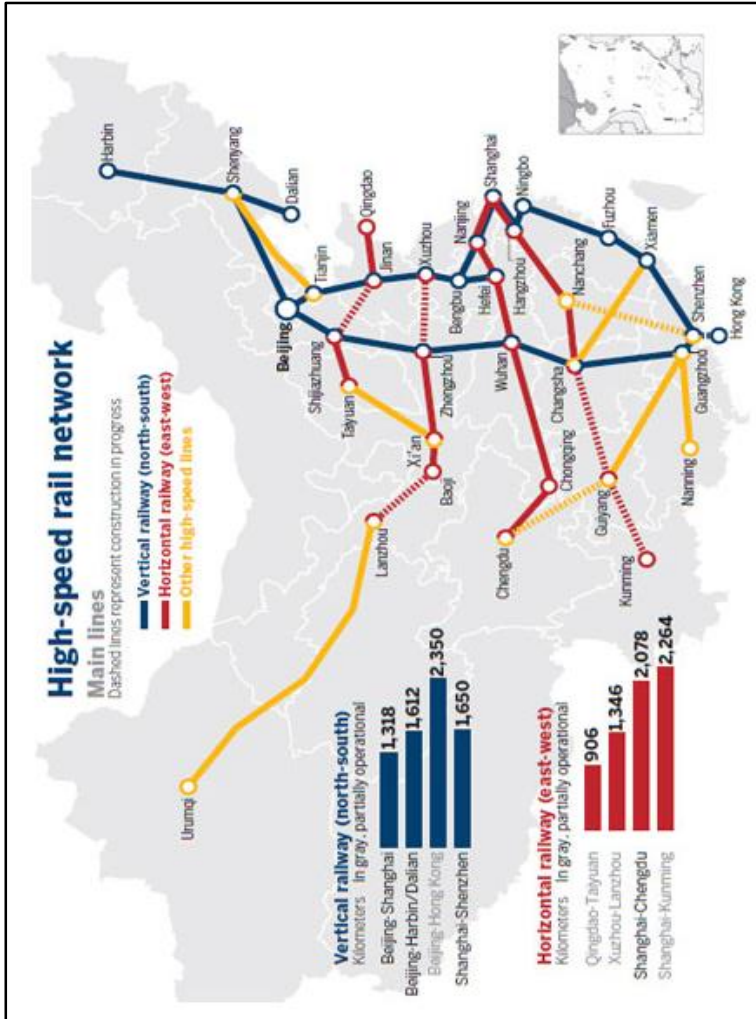 High-speed rail network
Main lines
Dashed lines represent construction in progress
Vertical railway (north-south)
Horizontal railway (east-west)
Other high-speed lines
Harbin
Shenyang
Dalian
Beijing
Tianjin
Qingdao
Jinan
Shijiazhuang
Taiyuan
Xuzhou
Zhengzhou
Xi'an
Baoji
Lanzhou
Urumqi
Bengbu
Nanjing
Shanghai
Hefei
Hangzhou
Ningbo
Wuhan
Chongqing
Chengdu
Nanchang
Changsha
Fuzhou
Xiamen
Guiyang
Kunming
Shenzhen
Hong Kong
Guangzhou
Nanning
Vertical railway (north-south)
Kilometers In gray, partially operational
Beijing-Shanghai 1,318
Beijing-Harbin/Dalian 1,612
Beijing-Hong Kong 2,350
Shanghai-Shenzhen 1,650
Horizontal railway (east-west)
Kilometers In gray, partially operational
Qingdao-Taiyuan 906
Xuzhou-Lanzhou 1,346
Shanghai-Chengdu 2,078
Shanghai-Kunming 2,264